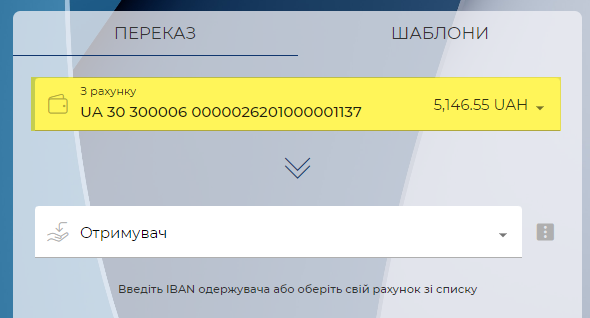 ПЕРЕКАЗ ШАБЛОНИ
З рахунку
UA 30 300006 0000026201000001137 5,146.55 UAH
Отримувач
Введіть IBAN одержувача або оберіть свій рахунок зі списку